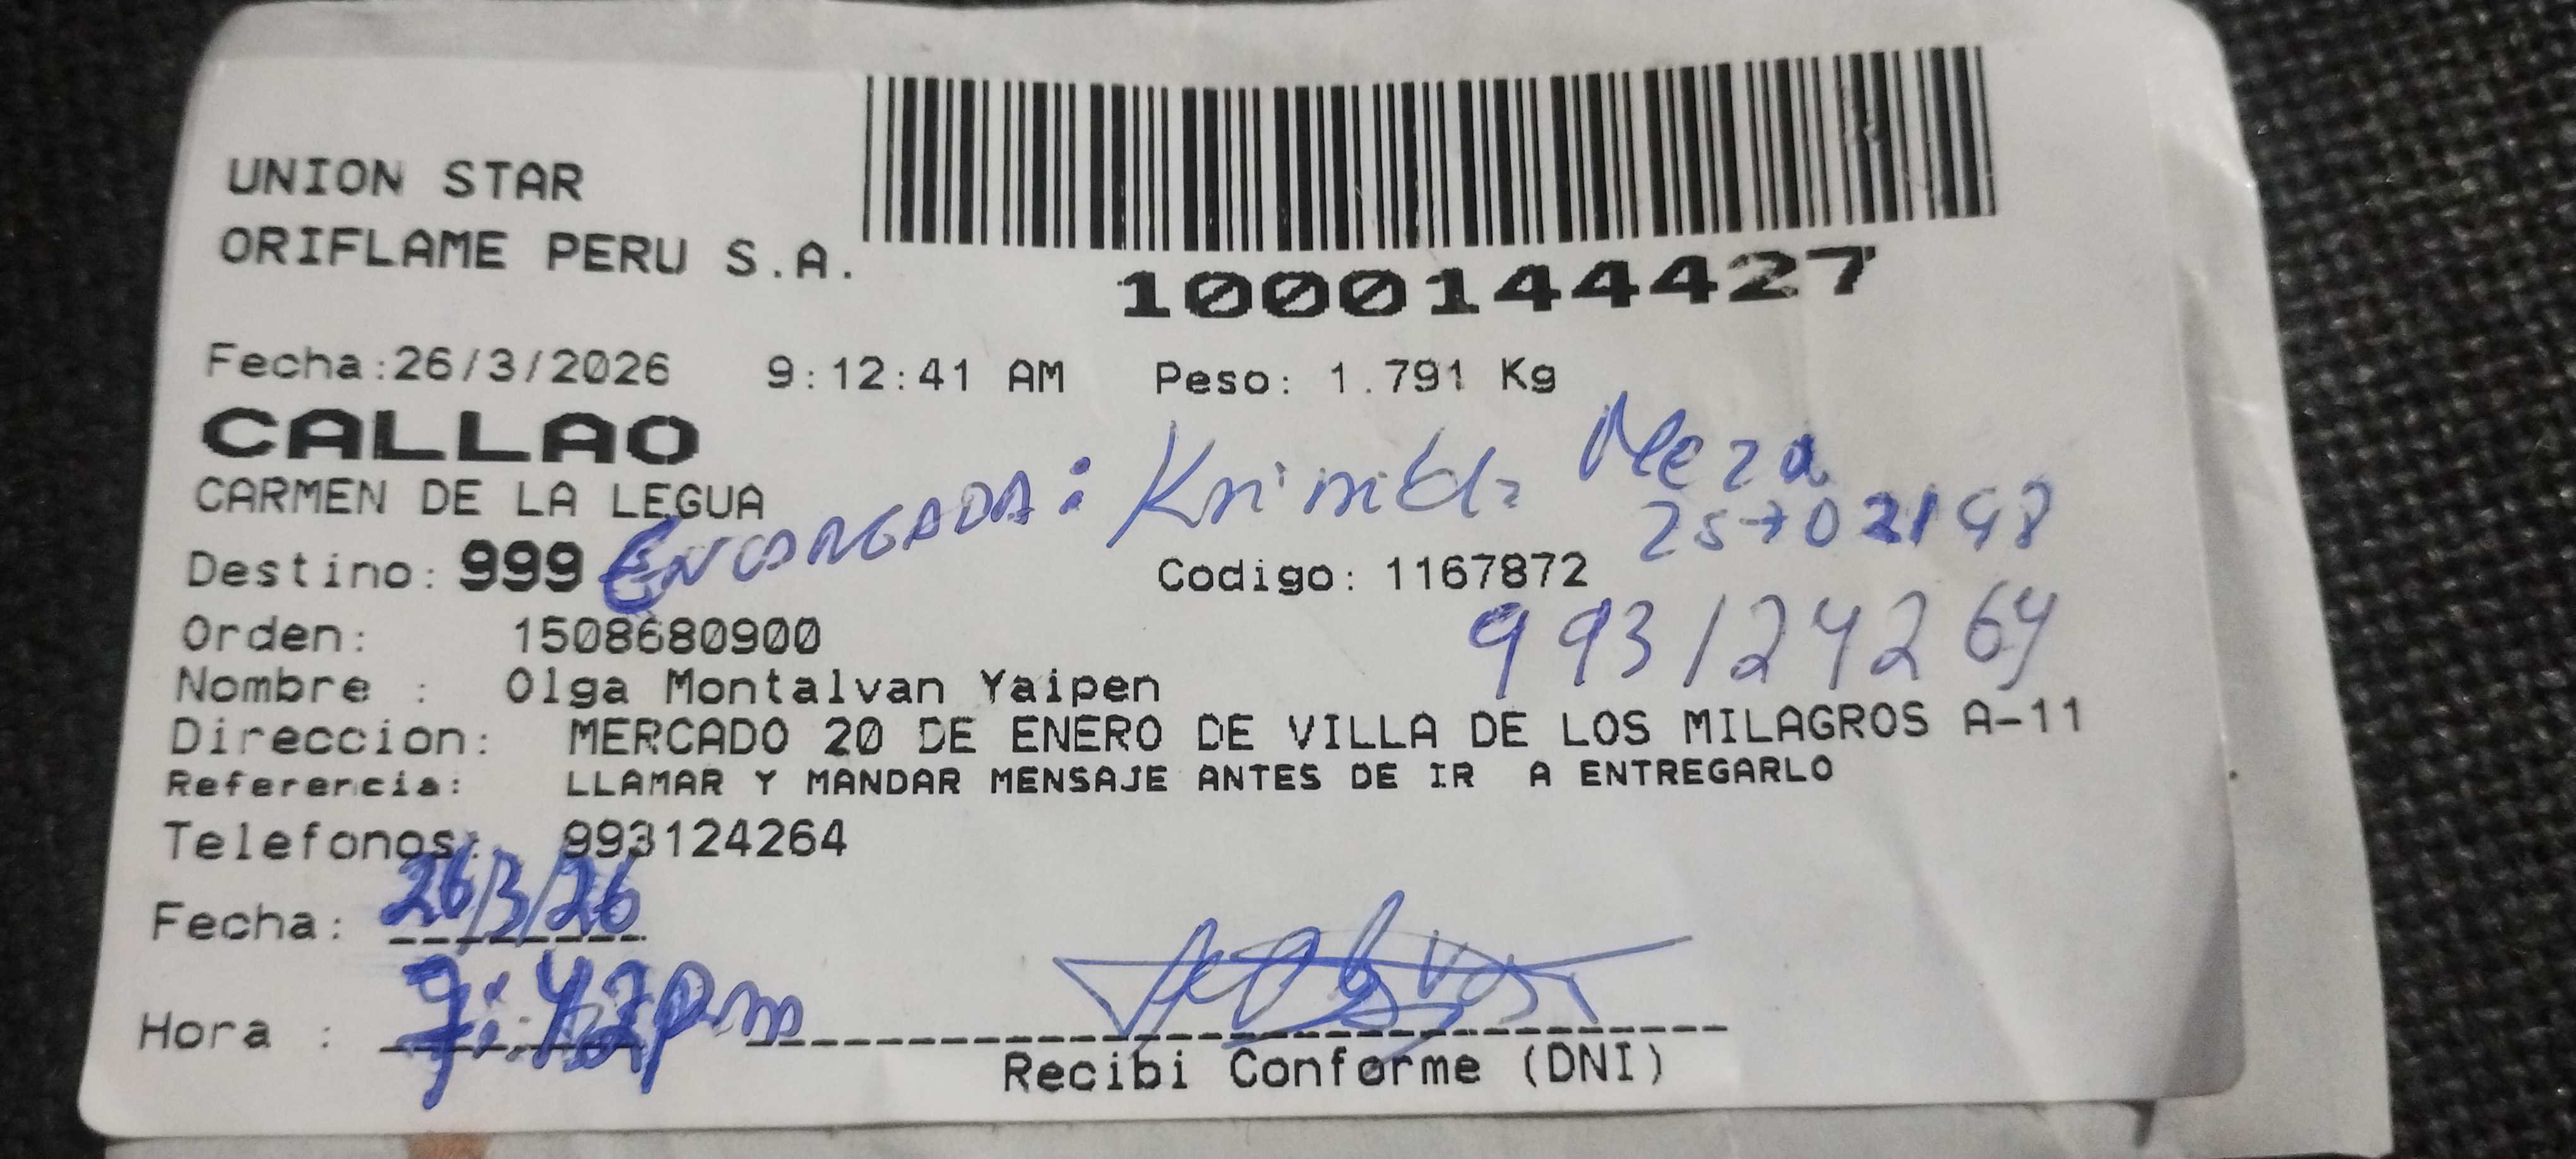 UNION STAR
ORIFLAME PERU S.A.
1000144427
Fecha:26/3/2026 9:12:41 AM Peso: 1.791 Kg
CALLAO
CARMEN DE LA LEGUA
ENCARGADA: Meza
Destino: 999 Codigo: 1167872
993124264
Orden: 1508680900
Nombre : Olga Montalvan Yaipen
Direccion: MERCADO 20 DE ENERO DE VILLA DE LOS MILAGROS A-11
Referencia: LLAMAR Y MANDAR MENSAJE ANTES DE IR A ENTREGARLO
Telefonos: 993124264
Fecha: 26/3/26
Hora :
Recibi Conforme (DNI)